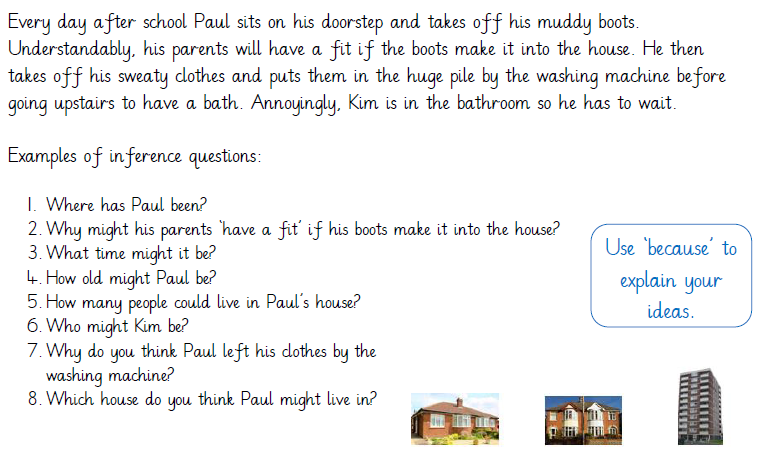 Every day after school Paul sits on his doorstep and takes off his muddy boots.
Understandably, his parents will have a fit if the boots make it into the house. He then
takes off his sweaty clothes and puts them in the huge pile by the washing machine before
going upstairs to have a bath. Annoyingly, Kim is in the bathroom so he has to wait.
Examples of inference questions:
1. Where has Paul been?
2. Why might his parents 'have a fit' if his boots make it into the house?
3. What time might it be?
4. How old might Paul be?
5. How many people could live in Paul's house?
6. Who might Kim be?
7. Why do you think Paul left his clothes by the
washing machine?
8. Which house do you think Paul might live in?
Use 'because' to
explain your
ideas.